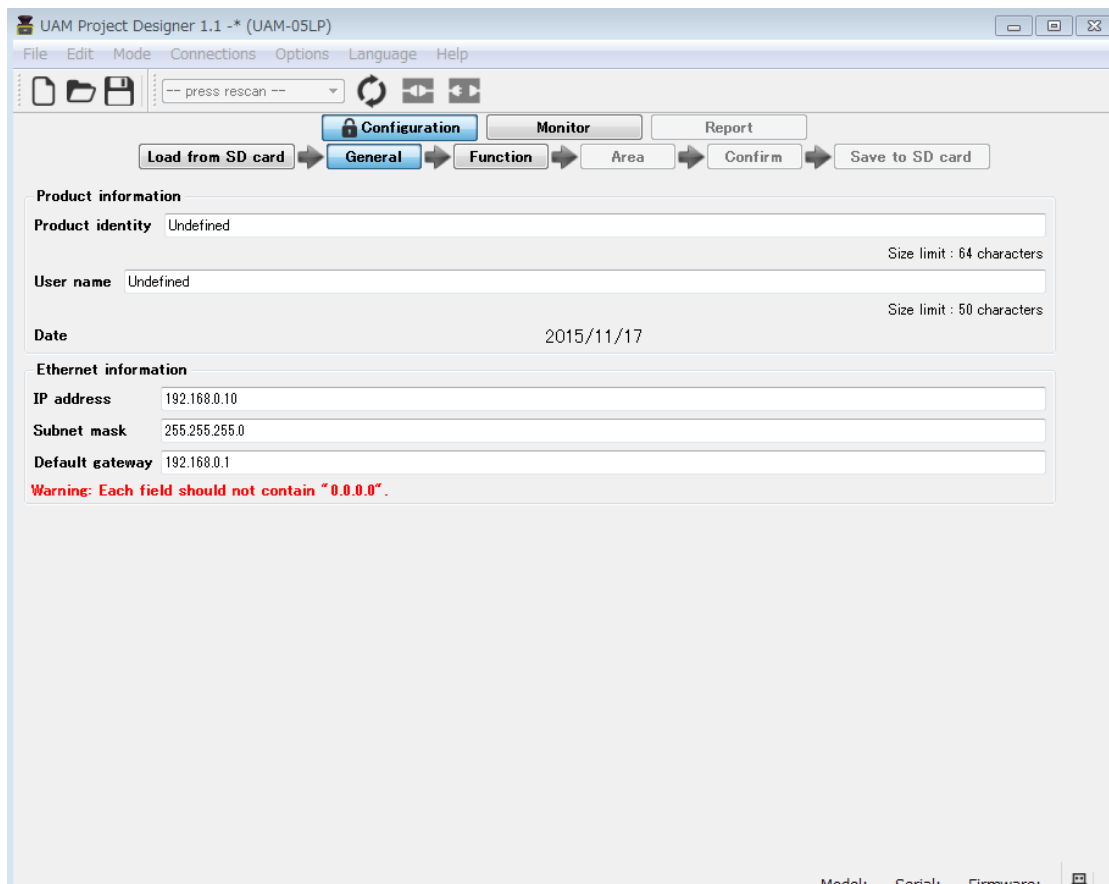 UAM Project Designer 1.1 -* (UAM-05LP)
File Edit Mode Connections Options Language Help
-- press rescan --
Configuration Monitor Report
Load from SD card General Function Area Confirm Save to SD card
Product information
Product identity Undefined
Size limit : 64 characters
User name Undefined
Size limit : 50 characters
Date 2015/11/17
Ethernet information
IP address 192.168.0.10
Subnet mask 255.255.255.0
Default gateway 192.168.0.1
Warning: Each field should not contain "0.0.0.0".
Model: Serial: Firmware: